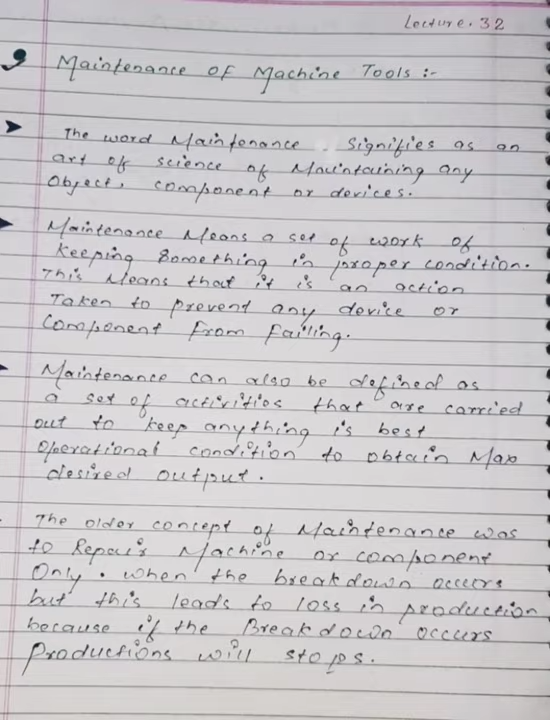 Lecture. 32
Maintenance of Machine Tools :-
The word Maintenance. Signifies as an
art of science of Mauntaining any
Object, component or devices.
Maintenance Means a set of work of
keeping Something in proper condition.
This Means that it is an action
Taken to prevent any device or
Component from failling.
Maintenance can also be defined as
a set of activities that are carried
out to keep anything is best
Operational condition to obtain Max
desired output.
The older concept of Maintenance was
to Repair Machine or component
Only. when the breakdown occurs
but this leads to loss in production
because if the Breakdown occurs
Productions will stops.